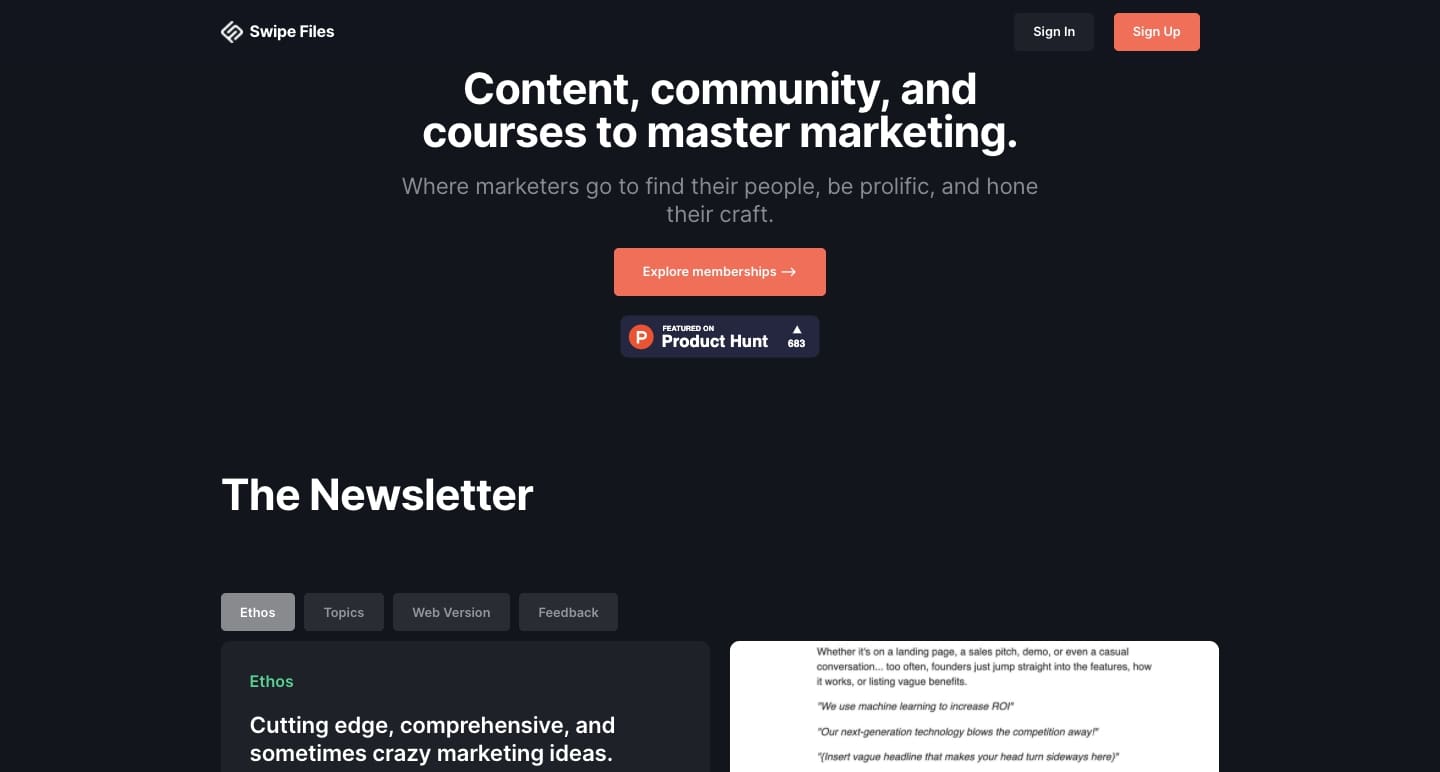 Swipe Files
Sign In
Sign Up
Content, community, and
courses to master marketing.
Where marketers go to find their people, be prolific, and hone
their craft.
Explore memberships →
P
FEATURED ON
Product Hunt
▲
683
The Newsletter
Ethos
Topics
Web Version
Feedback
Ethos
Cutting edge, comprehensive, and
sometimes crazy marketing ideas.
Whether it's on a landing page, a sales pitch, demo, or even a casual
conversation... too often, founders just jump straight into the features, how
it works, or listing vague benefits.
"We use machine learning to increase ROI"
"Our next-generation technology blows the competition away!"
"(Insert vague headline that makes your head turn sideways here)"